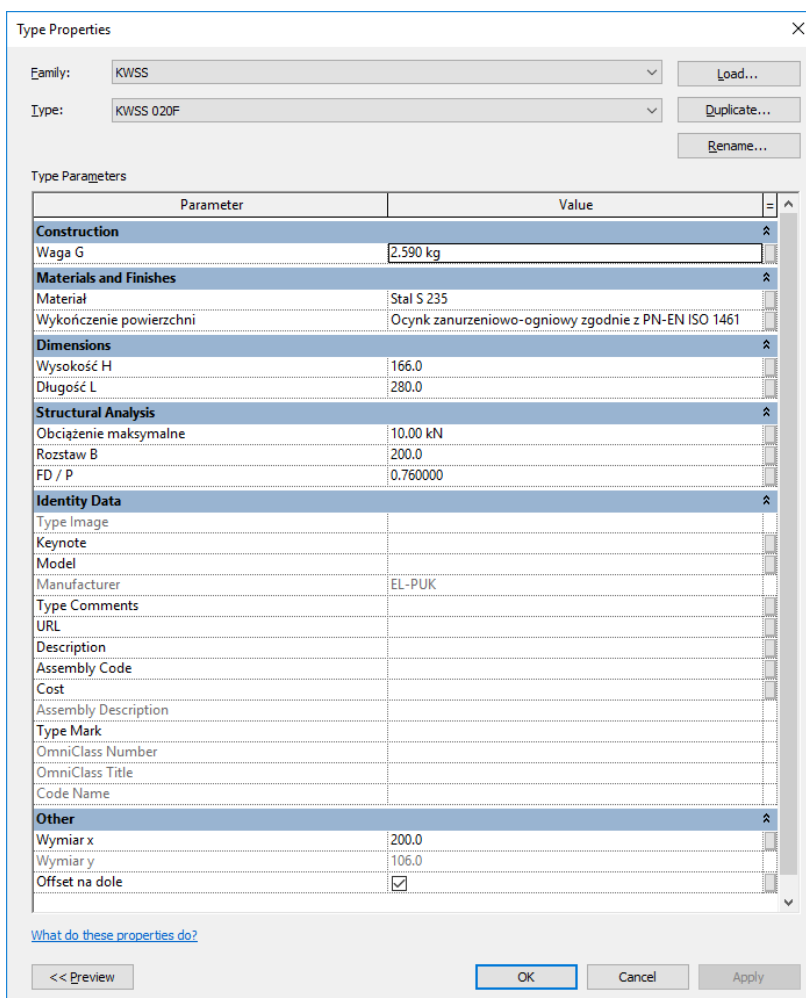 Type Properties
Family: KWSS Load...
Type: KWSS 020F Duplicate...
Rename...
Type Parameters
Parameter Value =
Construction
Waga G 2.590 kg
Materials and Finishes
Materiał Stal S 235
Wykończenie powierzchni Ocynk zanurzeniowo-ogniowy zgodnie z PN-EN ISO 1461
Dimensions
Wysokość H 166.0
Długość L 280.0
Structural Analysis
Obciążenie maksymalne 10.00 kN
Rozstaw B 200.0
FD / P 0.760000
Identity Data
Type Image
Keynote
Model
Manufacturer EL-PUK
Type Comments
URL
Description
Assembly Code
Cost
Assembly Description
Type Mark
OmniClass Number
OmniClass Title
Code Name
Other
Wymiar x 200.0
Wymiar y 106.0
Offset na dole
What do these properties do?
<< Preview OK Cancel Apply